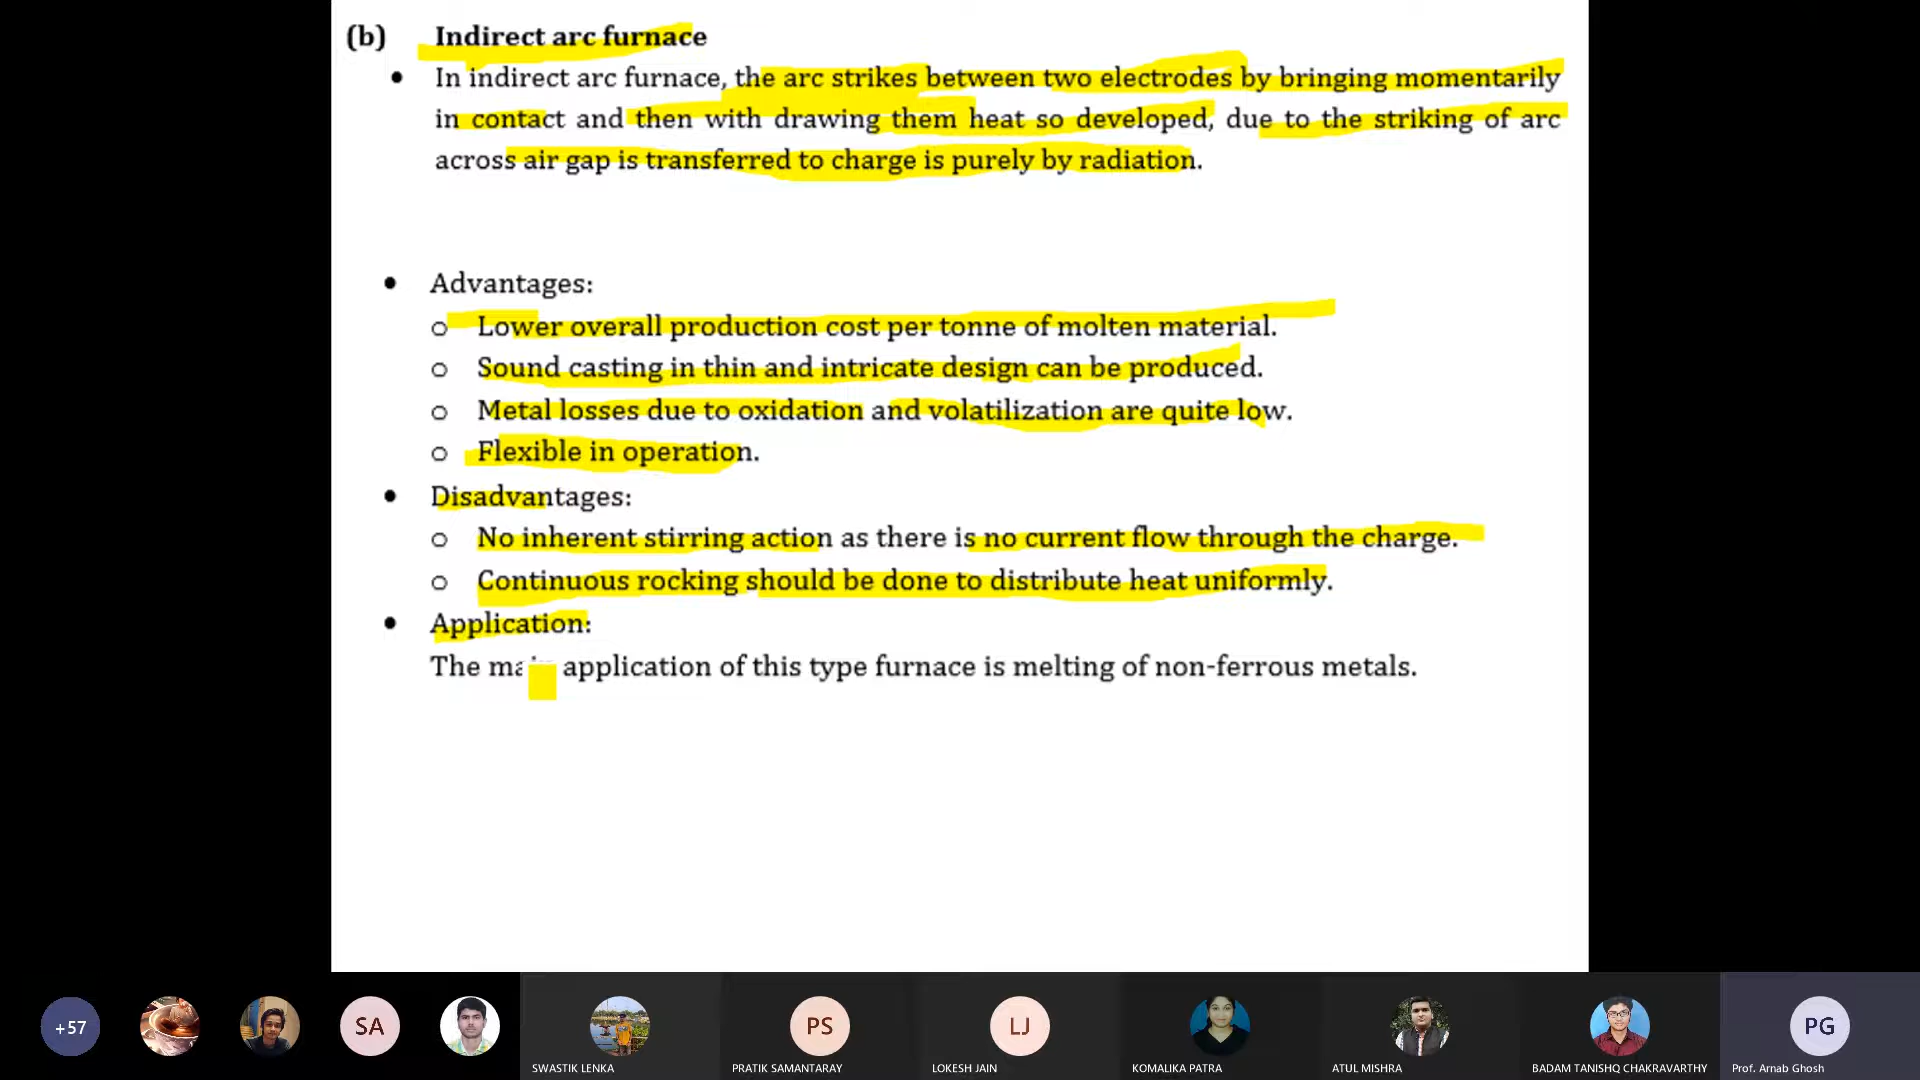 (b) Indirect arc furnace
• In indirect arc furnace, the arc strikes between two electrodes by bringing momentarily
in contact and then with drawing them heat so developed, due to the striking of arc
across air gap is transferred to charge is purely by radiation.
• Advantages:
o Lower overall production cost per tonne of molten material.
o Sound casting in thin and intricate design can be produced.
o Metal losses due to oxidation and volatilization are quite low.
o Flexible in operation.
• Disadvantages:
o No inherent stirring action as there is no current flow through the charge.
o Continuous rocking should be done to distribute heat uniformly.
• Application:
The main application of this type furnace is melting of non-ferrous metals.
+57
SA
PS
LJ
PG
SWASTIK LENKA
PRATIK SAMANTARAY
LOKESH JAIN
KOMALIKA PATRA
ATUL MISHRA
BADAM TANISHQ CHAKRAVARTHY
Prof. Arnab Ghosh